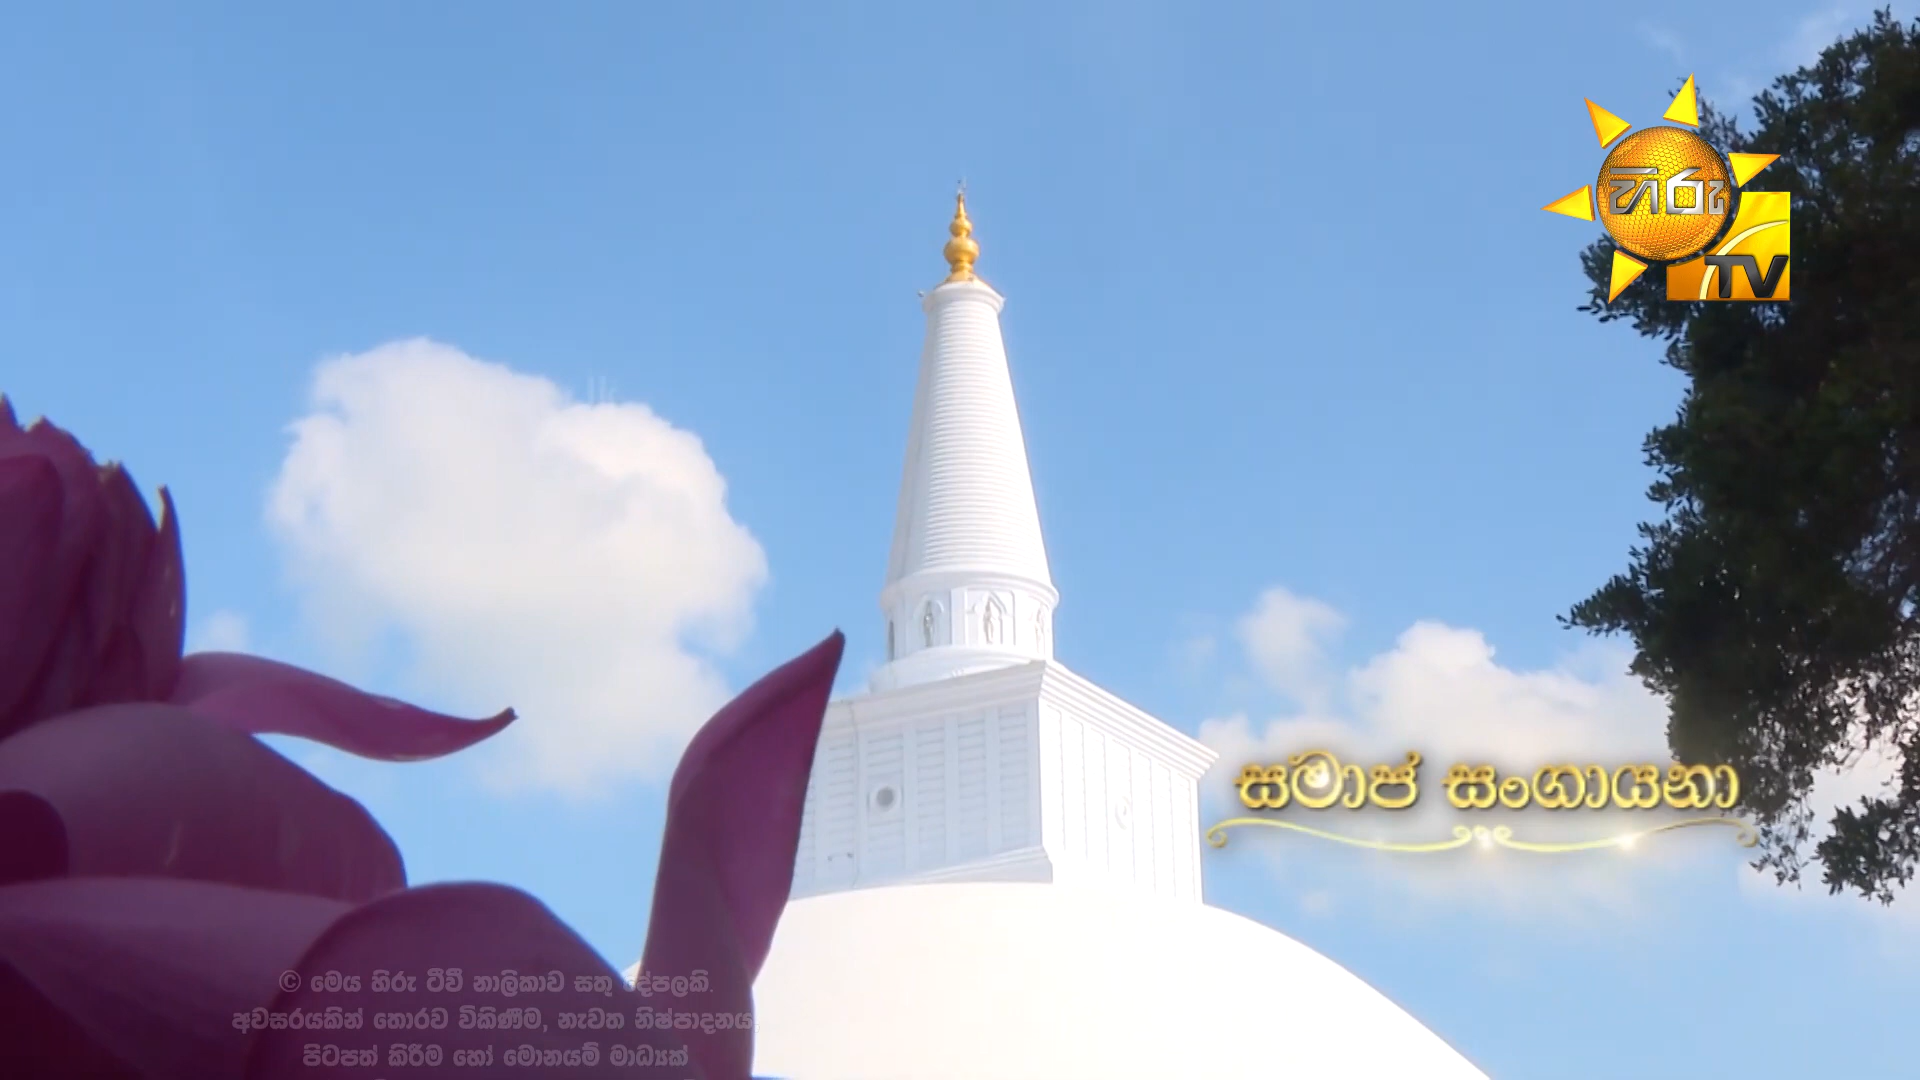 හිරු
TV
සමාප් සංගායනා
© මෙය හිරු ටීවී නාලිකාව සතු දේපලකි.
අවසරයකින් තොරව විකිණීම, නැවත නිෂ්පාදනය,
පිටපත් කිරීම හෝ මොනයම් මාධ්‍යක්